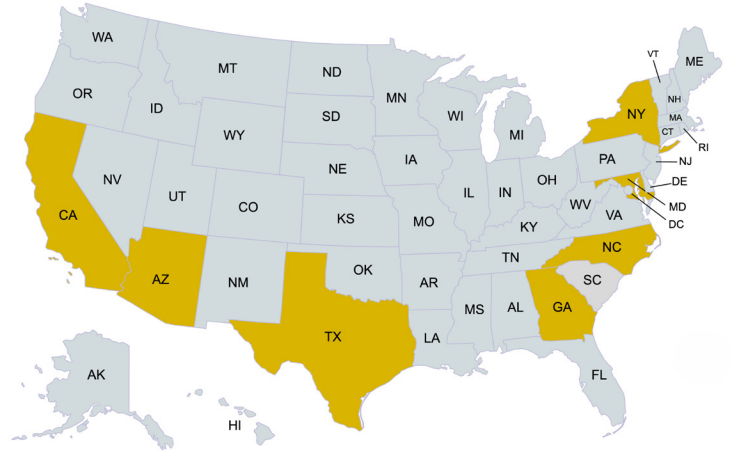 WA
MT
ND
MN
OR
ID
WY
SD
WI
MI
VT
ME
NY
NH
MA
CT
RI
NV
UT
CO
NE
IA
IL
IN
OH
PA
NJ
DE
MD
DC
CA
AZ
NM
KS
MO
KY
WV
VA
OK
AR
TN
NC
SC
TX
LA
MS
AL
GA
FL
AK
HI